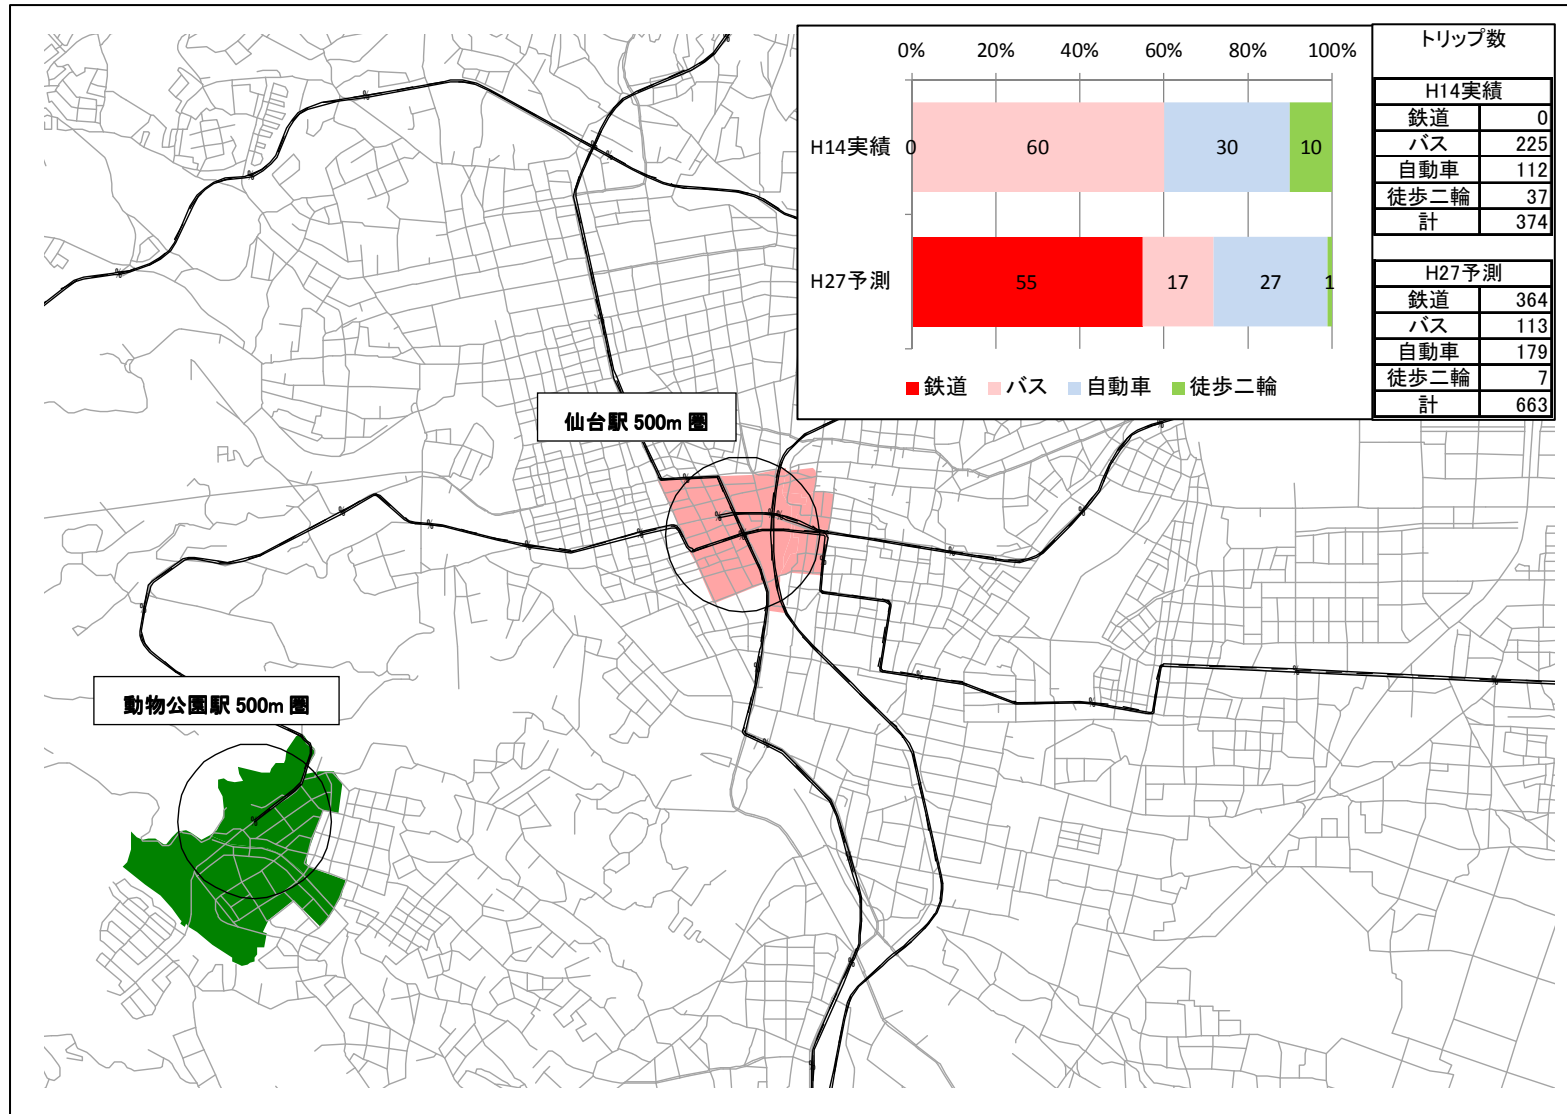 0% 20% 40% 60% 80% 100%
H14実績 0 60 30 10
H27予測 55 17 27 1
鉄道 バス 自動車 徒歩二輪
トリップ数
H14実績
鉄道 0
バス 225
自動車 112
徒歩二輪 37
計 374
H27予測
鉄道 364
バス 113
自動車 179
徒歩二輪 7
計 663
仙台駅 500m 圏
動物公園駅 500m 圏